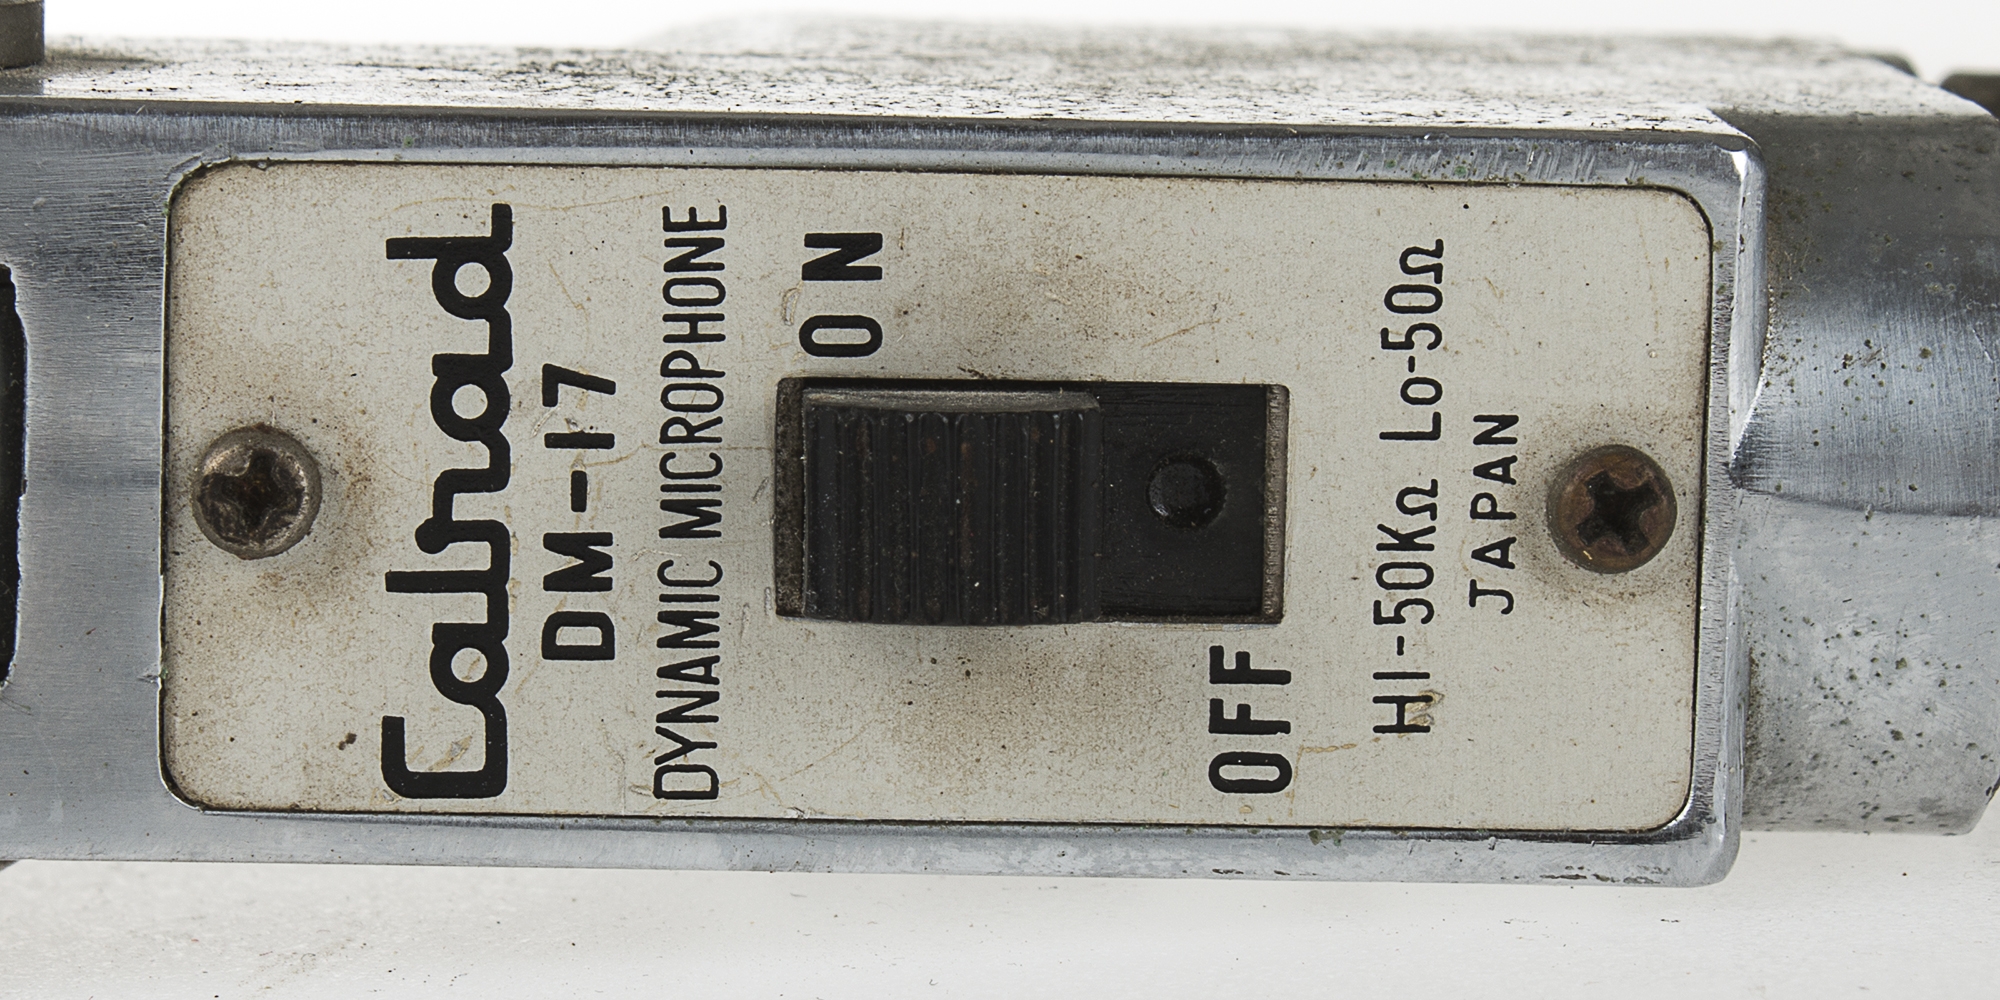 Calrad
DM-17
DYNAMIC MICROPHONE
ON
OFF
HI-50KΩ Lo-50Ω
JAPAN